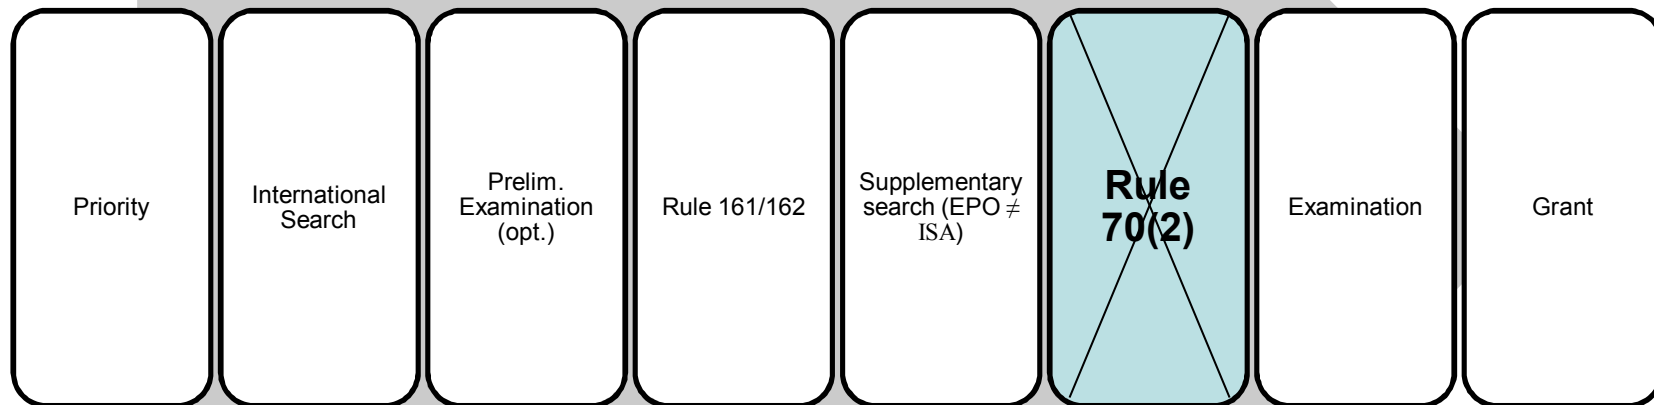 Priority
International
Search
Prelim.
Examination
(opt.)
Rule 161/162
Supplementary
search (EPO ≠
ISA)
Rule
70(2)
Examination
Grant